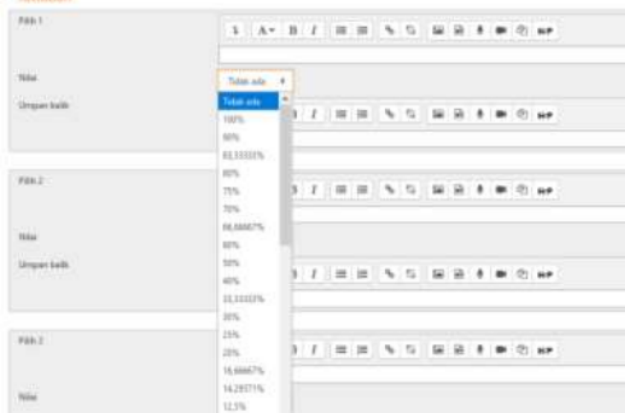 Pilih 1
Nilai
Tidak ada
Umpan balik
Tidak ada
100%
90%
83,33333%
80%
75%
70%
66,66667%
60%
50%
40%
33,33333%
30%
25%
20%
16,66667%
14,28571%
12,5%
Pilih 2
Nilai
Umpan balik
Pilih 3
Nilai